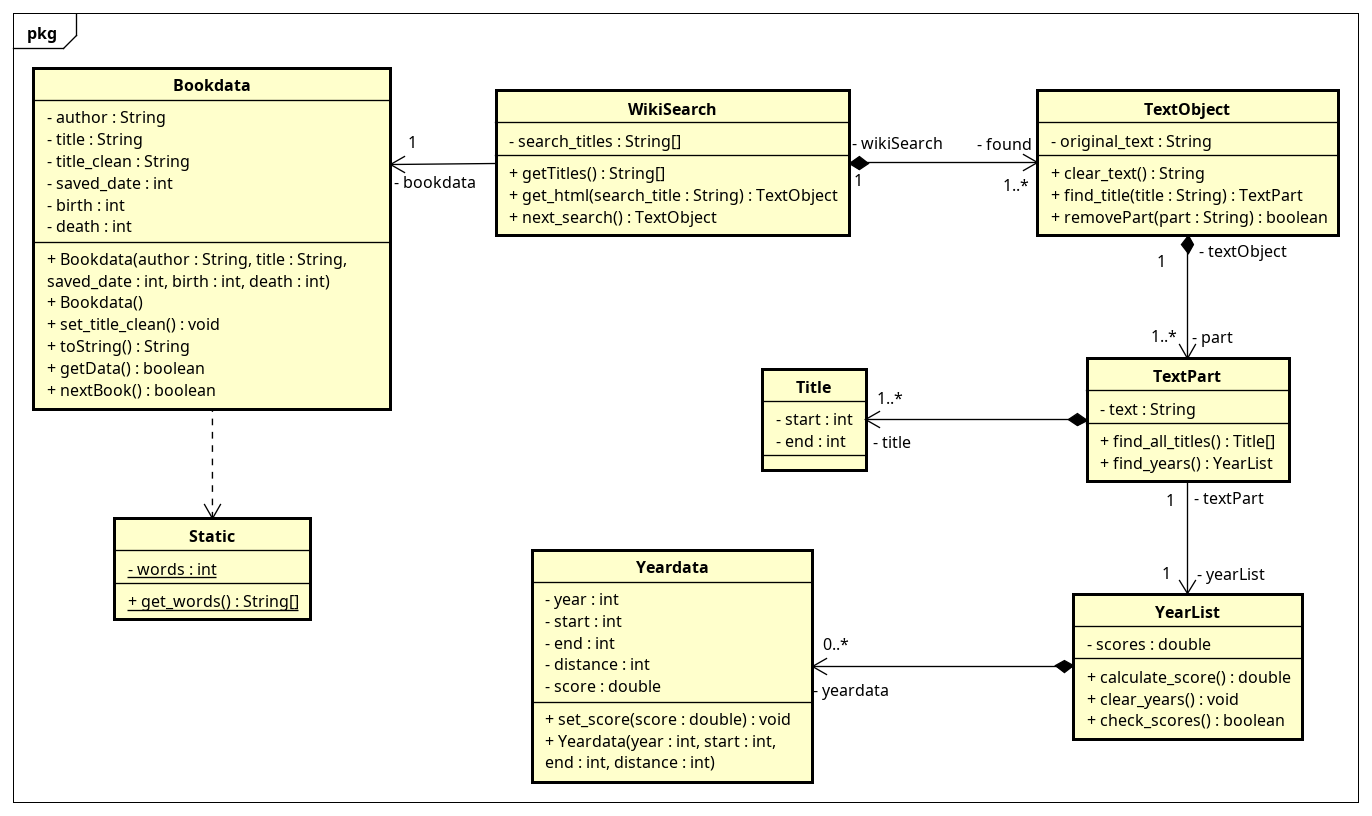 pkg
Bookdata
- author : String
- title : String
- title_clean : String
- saved_date : int
- birth : int
- death : int
+ Bookdata(author : String, title : String,
saved_date : int, birth : int, death : int)
+ Bookdata()
+ set_title_clean() : void
+ toString() : String
+ getData() : boolean
+ nextBook() : boolean
1
- bookdata
WikiSearch
- search_titles : String[]
+ getTitles() : String[]
+ get_html(search_title : String) : TextObject
+ next_search() : TextObject
- wikiSearch
1
- found
1..*
TextObject
- original_text : String
+ clear_text() : String
+ find_title(title : String) : TextPart
+ removePart(part : String) : boolean
1
- textObject
1..*
- part
Title
- start : int
- end : int
1..*
- title
TextPart
- text : String
+ find_all_titles() : Title[]
+ find_years() : YearList
1
- textPart
1
- yearList
Static
- words : int
+ get_words() : String[]
Yeardata
- year : int
- start : int
- end : int
- distance : int
- score : double
+ set_score(score : double) : void
+ Yeardata(year : int, start : int,
end : int, distance : int)
0..*
- yeardata
YearList
- scores : double
+ calculate_score() : double
+ clear_years() : void
+ check_scores() : boolean